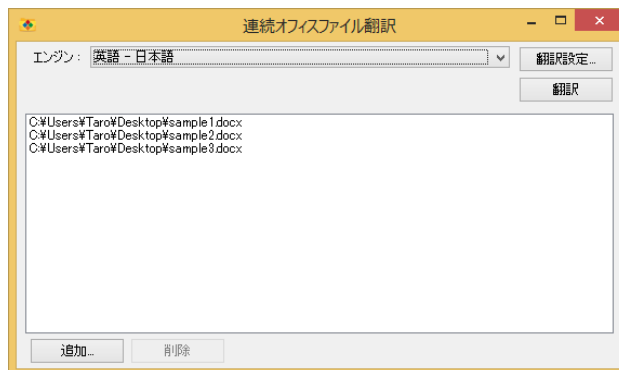 連続オフィスファイル翻訳
エンジン： 英語 - 日本語
翻訳設定...
翻訳
C:¥Users¥Taro¥Desktop¥sample1.docx
C:¥Users¥Taro¥Desktop¥sample2.docx
C:¥Users¥Taro¥Desktop¥sample3.docx
追加... 削除